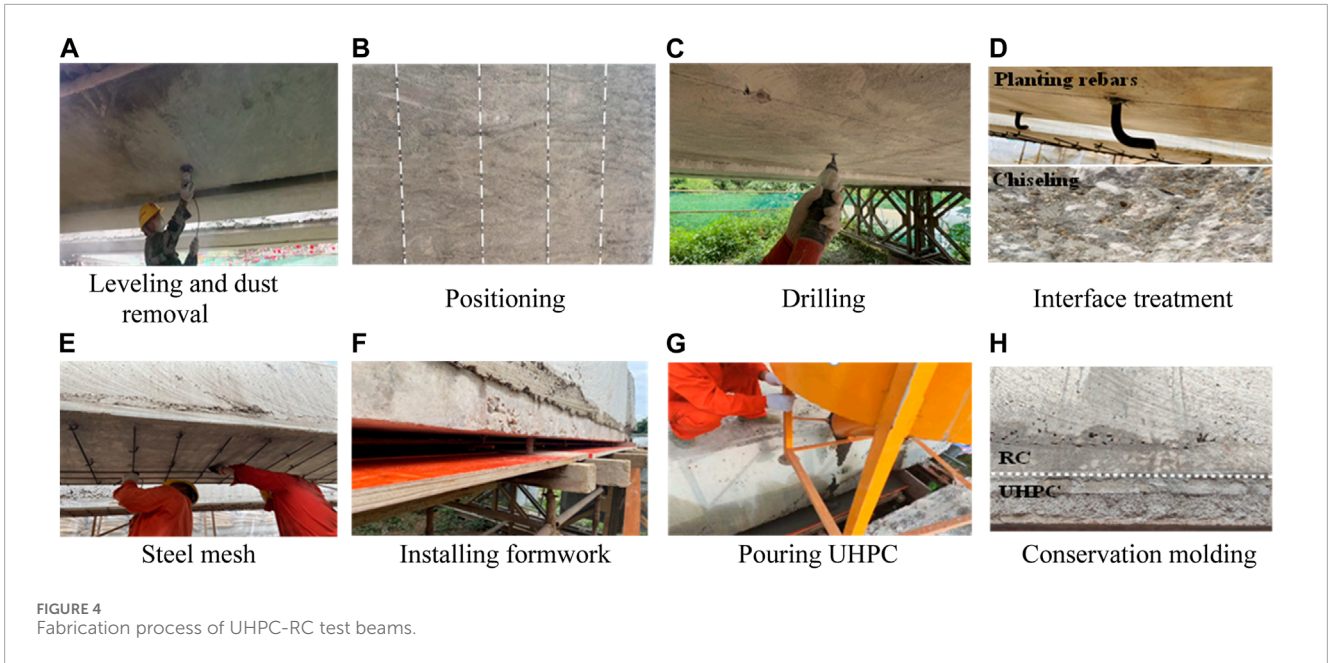 A
B
C
D
Planting rebars
Chiseling
Leveling and dust
removal
Positioning
Drilling
Interface treatment
E
F
G
H
RC
UHPC
Steel mesh
Installing formwork
Pouring UHPC
Conservation molding
FIGURE 4
Fabrication process of UHPC-RC test beams.